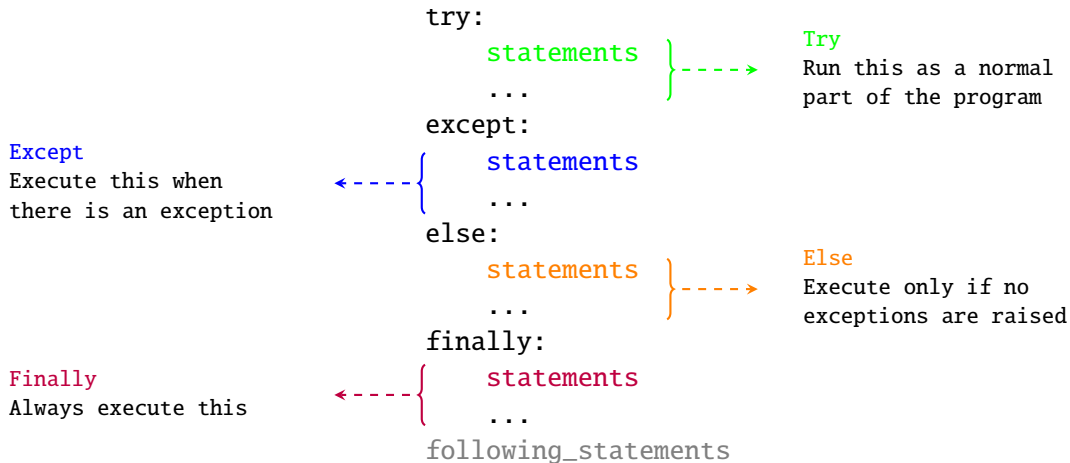 try:
    statements
    ...
Try
Run this as a normal
part of the program
except:
    statements
    ...
Except
Execute this when
there is an exception
else:
    statements
    ...
Else
Execute only if no
exceptions are raised
finally:
    statements
    ...
Finally
Always execute this
following_statements